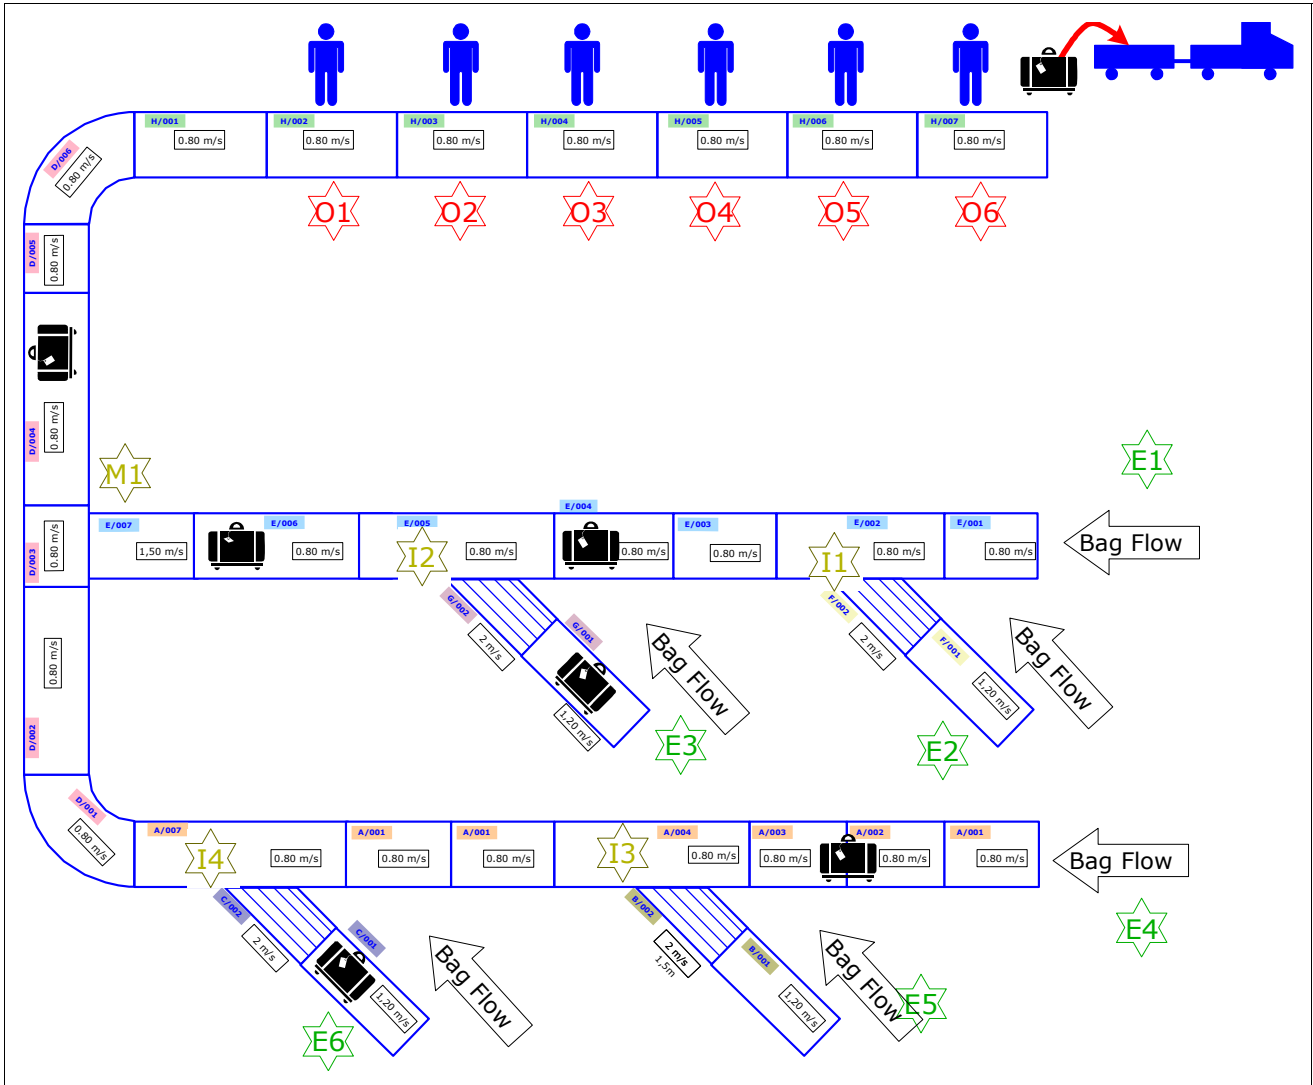 H/001
0.80 m/s
H/002
0.80 m/s
H/003
0.80 m/s
H/004
0.80 m/s
H/005
0.80 m/s
H/006
0.80 m/s
H/007
0.80 m/s
O1
O2
O3
O4
O5
O6
D/006
0.80 m/s
D/005
0.80 m/s
D/004
0.80 m/s
M1
E1
D/003
0.80 m/s
E/007
1,50 m/s
E/006
0.80 m/s
E/005
I2
0.80 m/s
E/004
0.80 m/s
E/003
0.80 m/s
I1
E/002
0.80 m/s
E/001
0.80 m/s
Bag Flow
G/002
2 m/s
G/001
1,20 m/s
Bag Flow
E3
F/002
2 m/s
F/001
1,20 m/s
Bag Flow
E2
D/002
0.80 m/s
D/001
0.80 m/s
A/007
I4
0.80 m/s
A/001
0.80 m/s
A/001
0.80 m/s
I3
A/004
0.80 m/s
A/003
0.80 m/s
A/002
0.80 m/s
A/001
0.80 m/s
Bag Flow
E4
C/002
2 m/s
C/001
1,20 m/s
Bag Flow
E6
B/002
2 m/s
1,5m
B/001
1,20 m/s
Bag Flow
E5